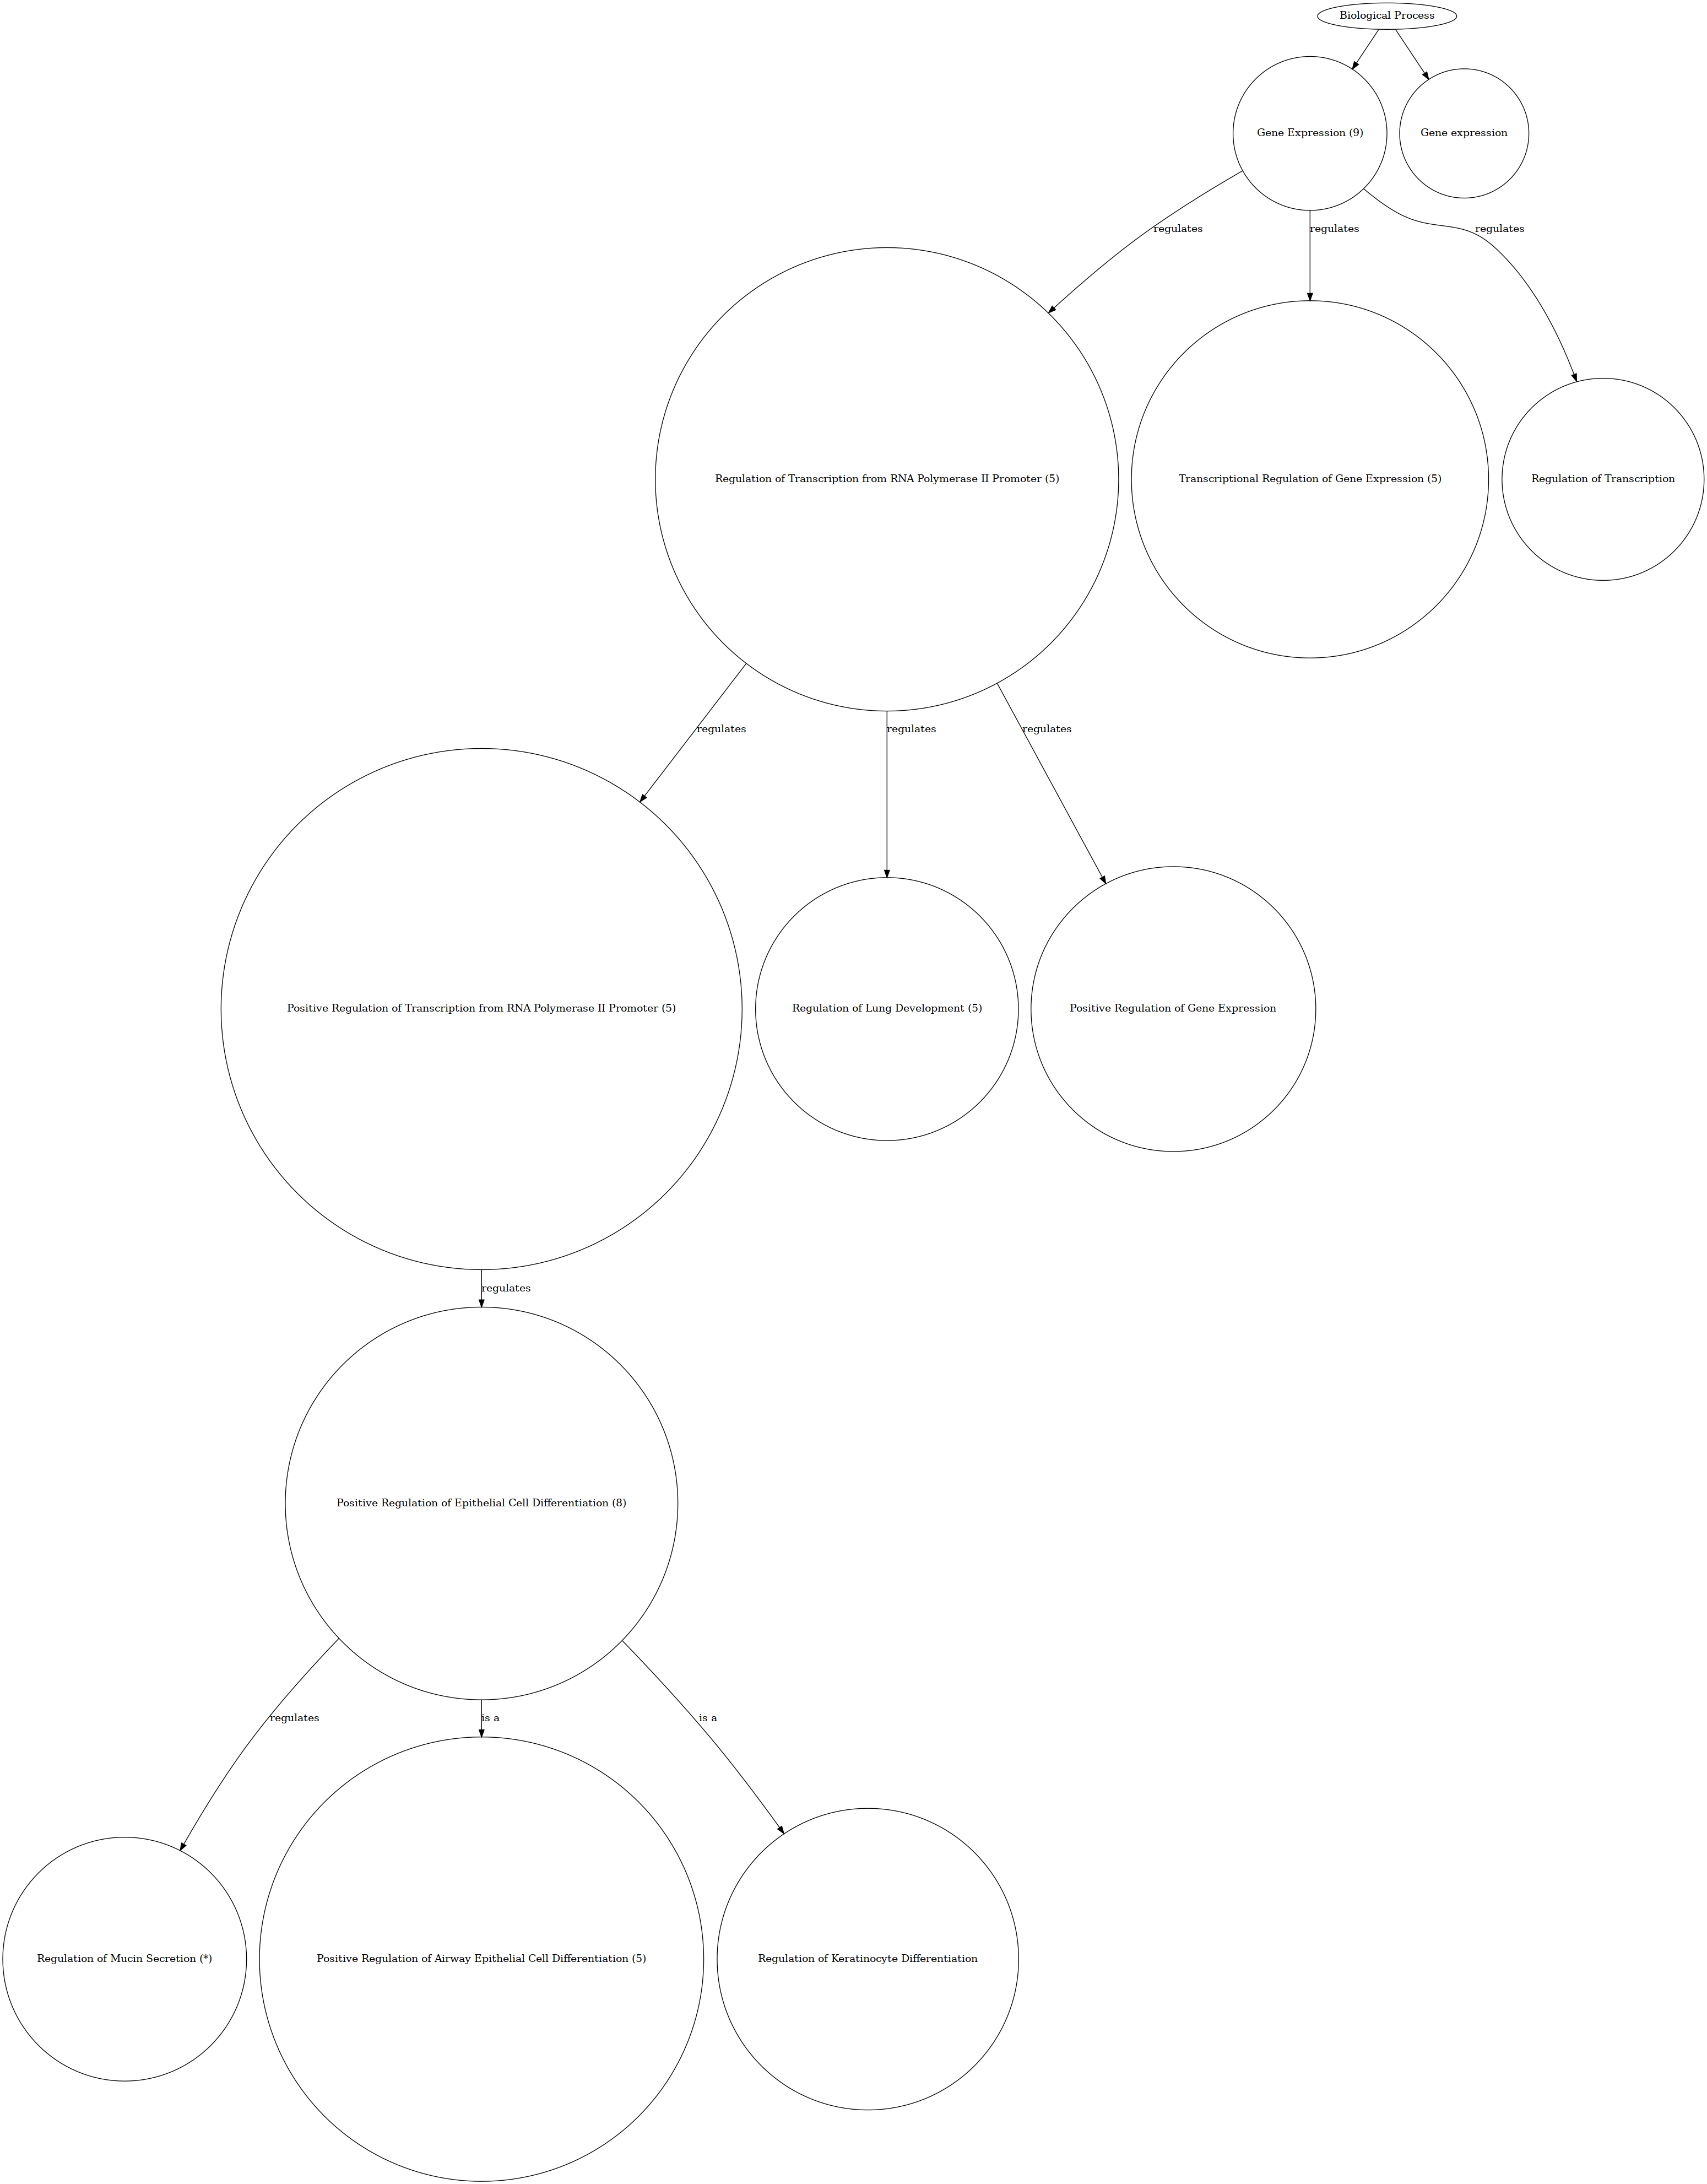 Biological Process
Gene Expression (9)
Gene expression
regulates
regulates
regulates
Regulation of Transcription from RNA Polymerase II Promoter (5)
Transcriptional Regulation of Gene Expression (5)
Regulation of Transcription
regulates
regulates
regulates
Positive Regulation of Transcription from RNA Polymerase II Promoter (5)
Regulation of Lung Development (5)
Positive Regulation of Gene Expression
regulates
Positive Regulation of Epithelial Cell Differentiation (8)
regulates
is a
is a
Regulation of Mucin Secretion (*)
Positive Regulation of Airway Epithelial Cell Differentiation (5)
Regulation of Keratinocyte Differentiation